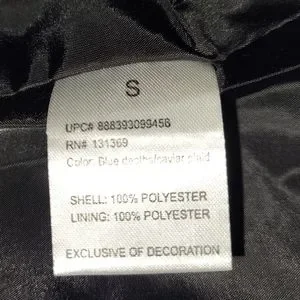 S
UPC# 888393099456
RN# 131369
Color: Blue depths/caviar plaid
SHELL: 100% POLYESTER
LINING: 100% POLYESTER
EXCLUSIVE OF DECORATION